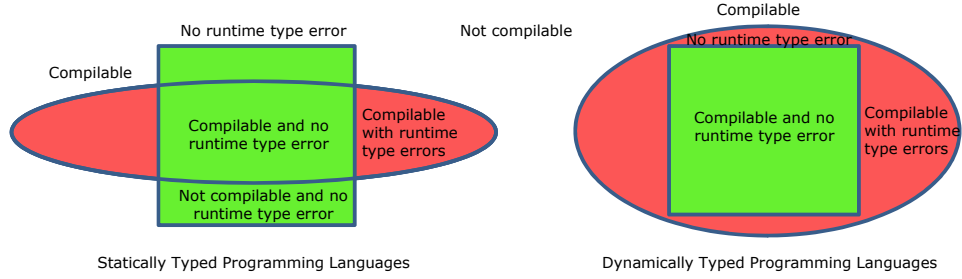 No runtime type error
Compilable
Compilable and no
runtime type error
Compilable
with runtime
type errors
Not compilable and no
runtime type error
Statically Typed Programming Languages
Not compilable
Compilable
No runtime type error
Compilable and no
runtime type error
Compilable
with runtime
type errors
Dynamically Typed Programming Languages